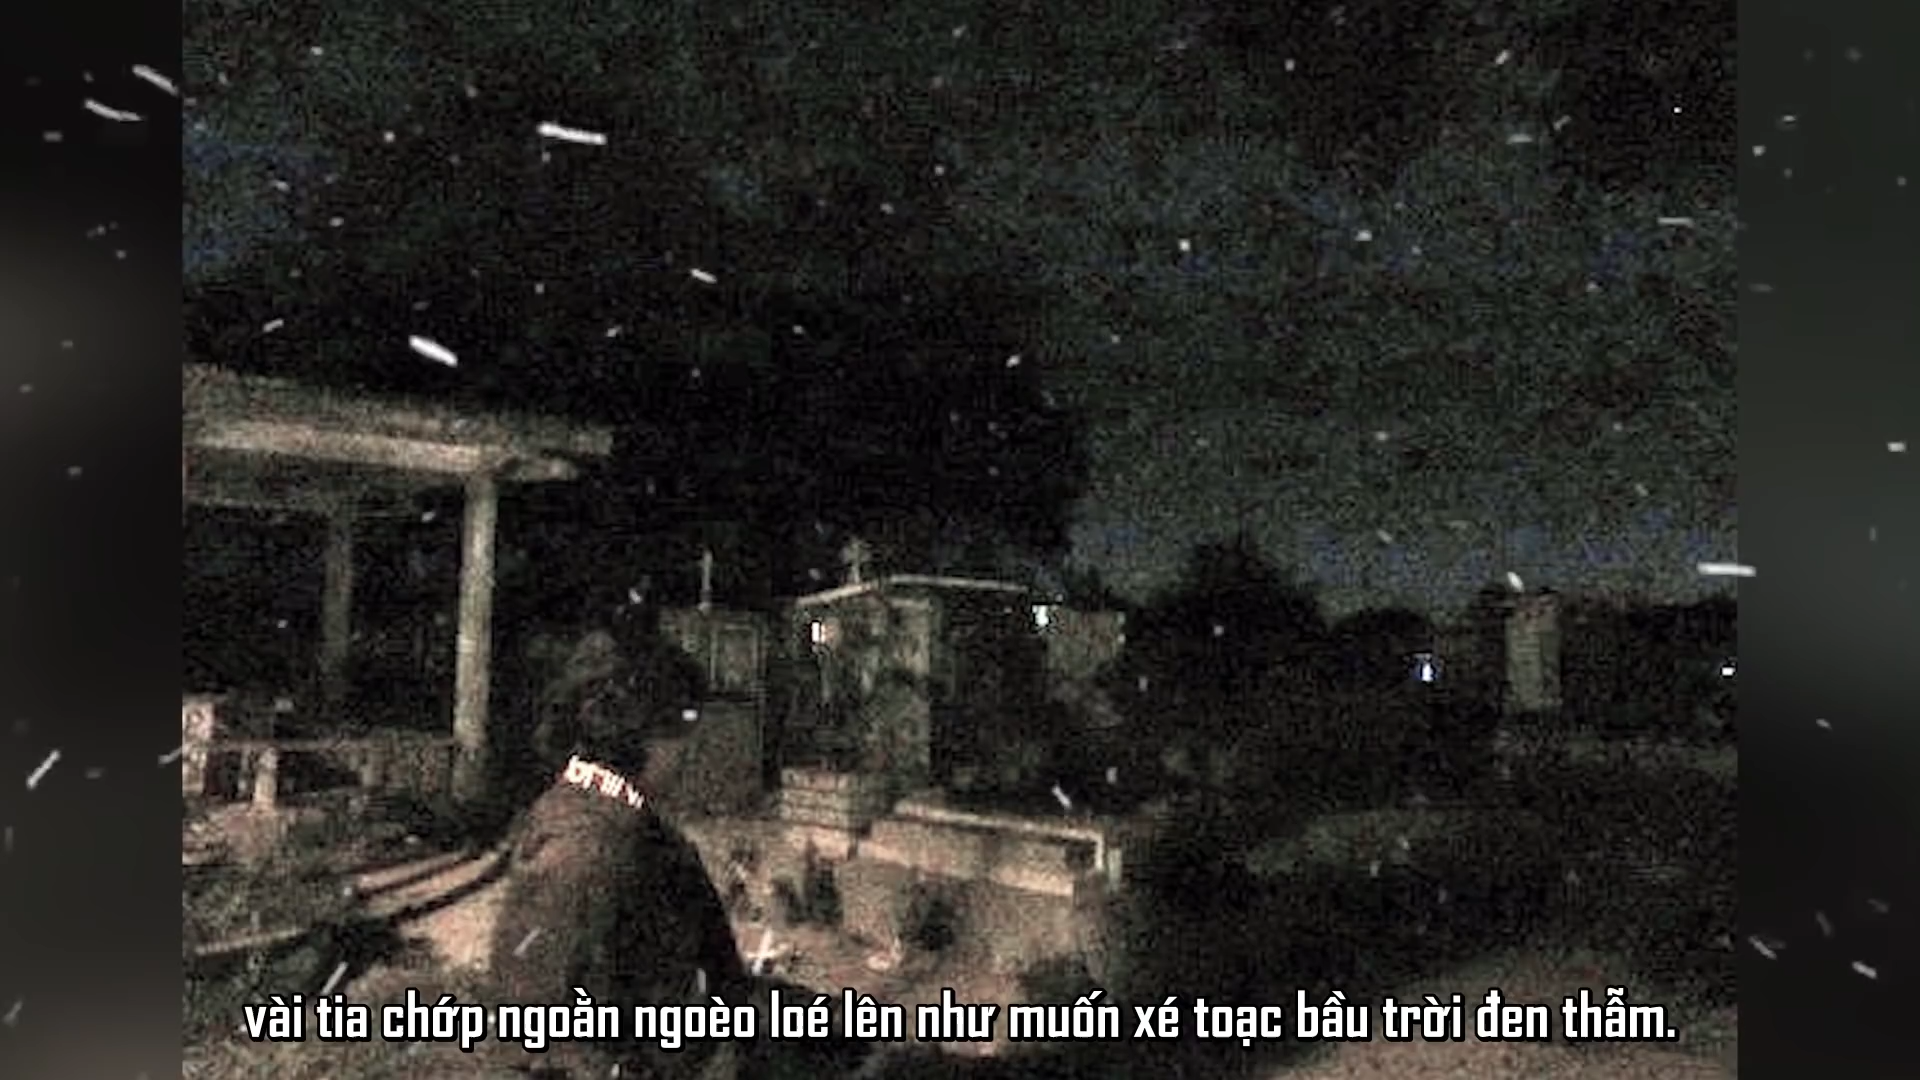 vài tia chớp ngoằn ngoèo loé lên như muốn xé toạc bầu trời đen thẫm.